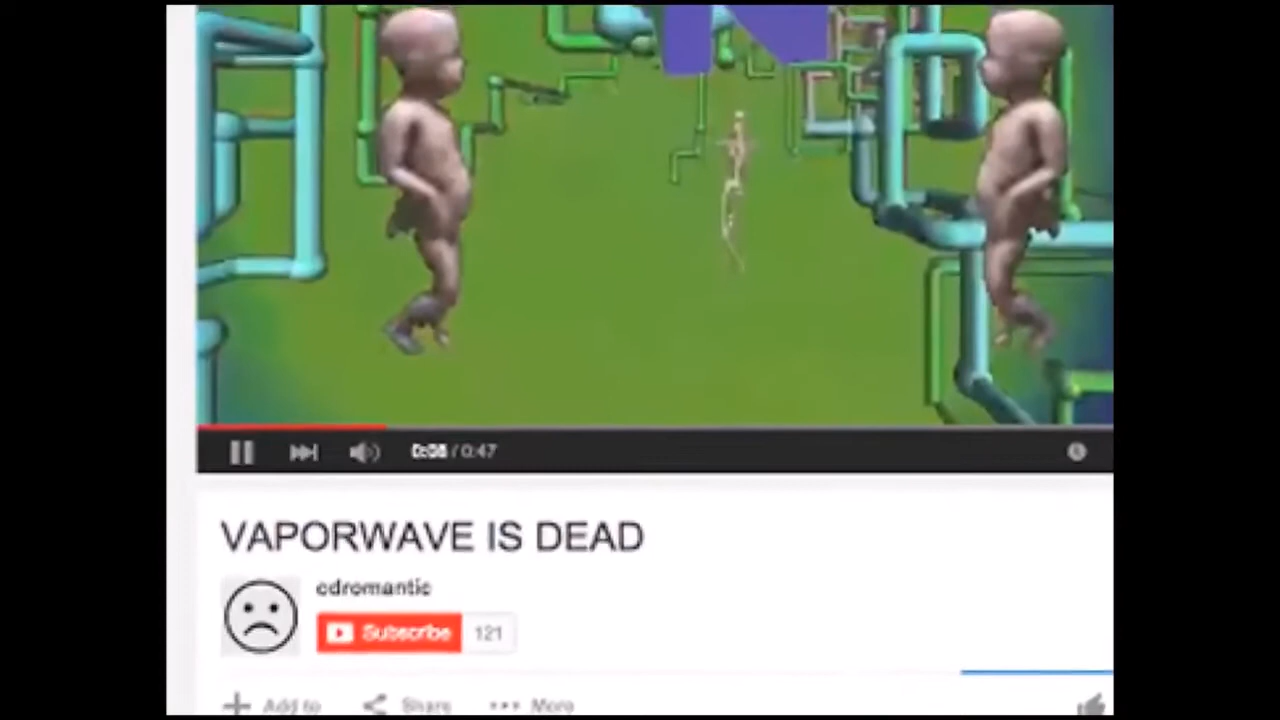 0:08 / 0:47
VAPORWAVE IS DEAD
cdromantic
Subscribe 121
Add to Share More